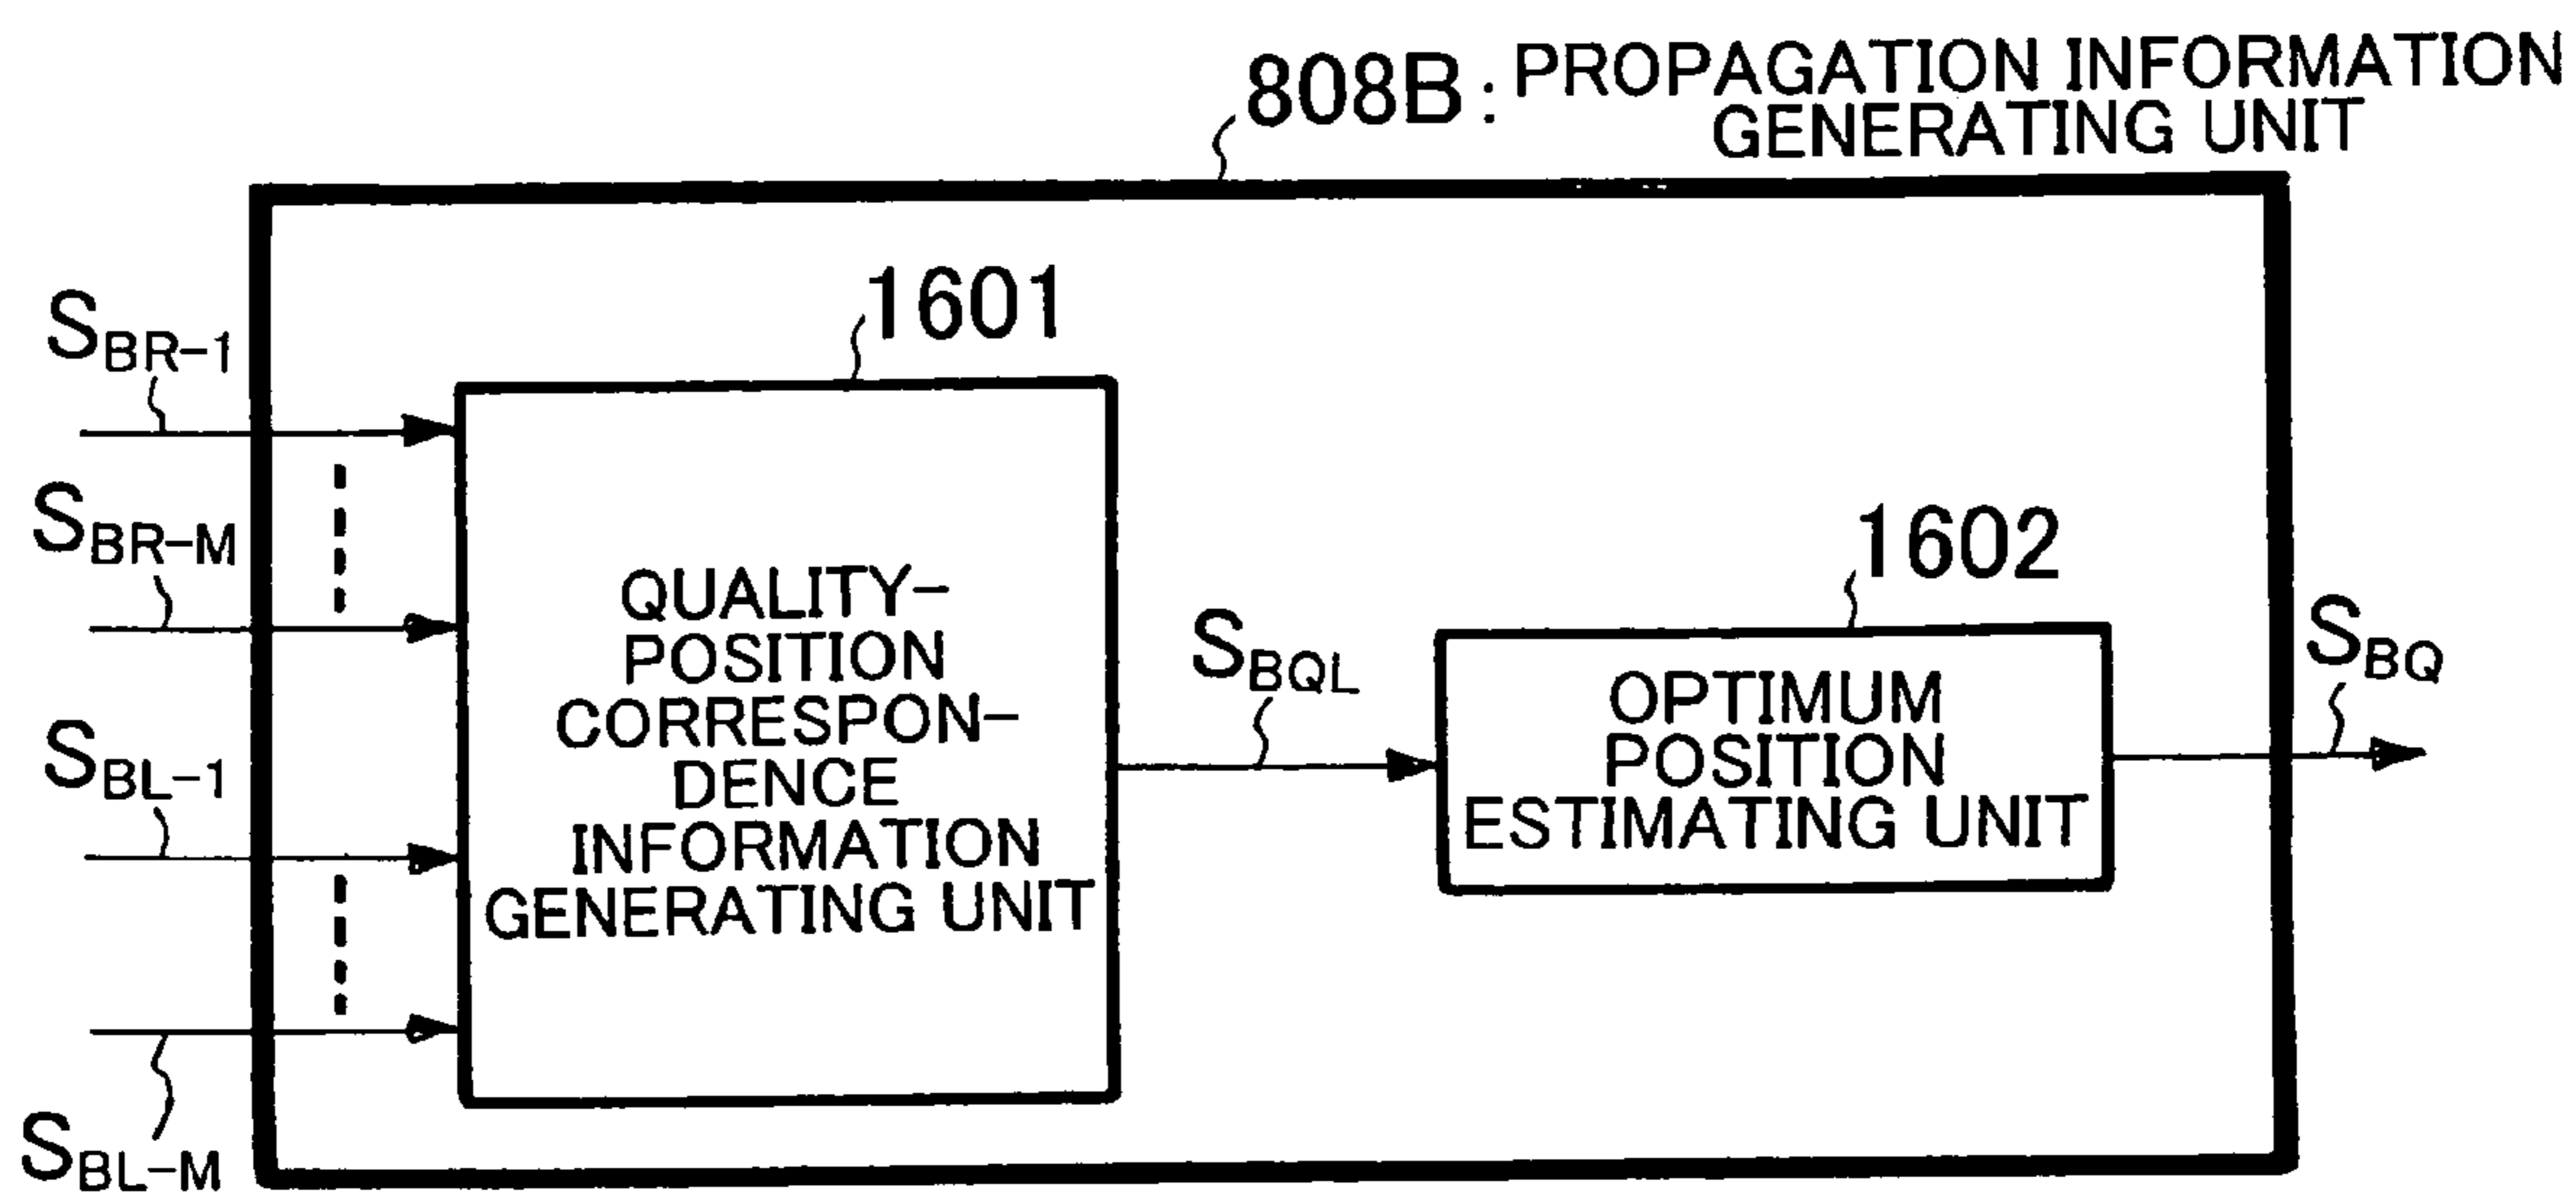 808B : PROPAGATION INFORMATION
GENERATING UNIT
1601
SBR-1
SBR-M
SBL-1
SBL-M
QUALITY-
POSITION
CORRESPON-
DENCE
INFORMATION
GENERATING UNIT
SBQL
1602
OPTIMUM
POSITION
ESTIMATING UNIT
SBQ